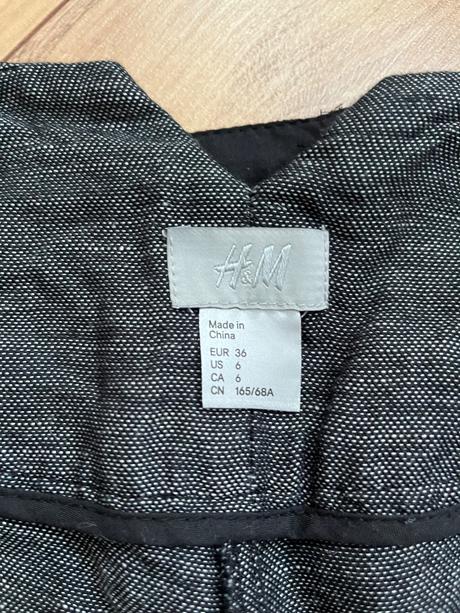 H&M
Made in
China
EUR 36
US 6
CA 6
CN 165/68A